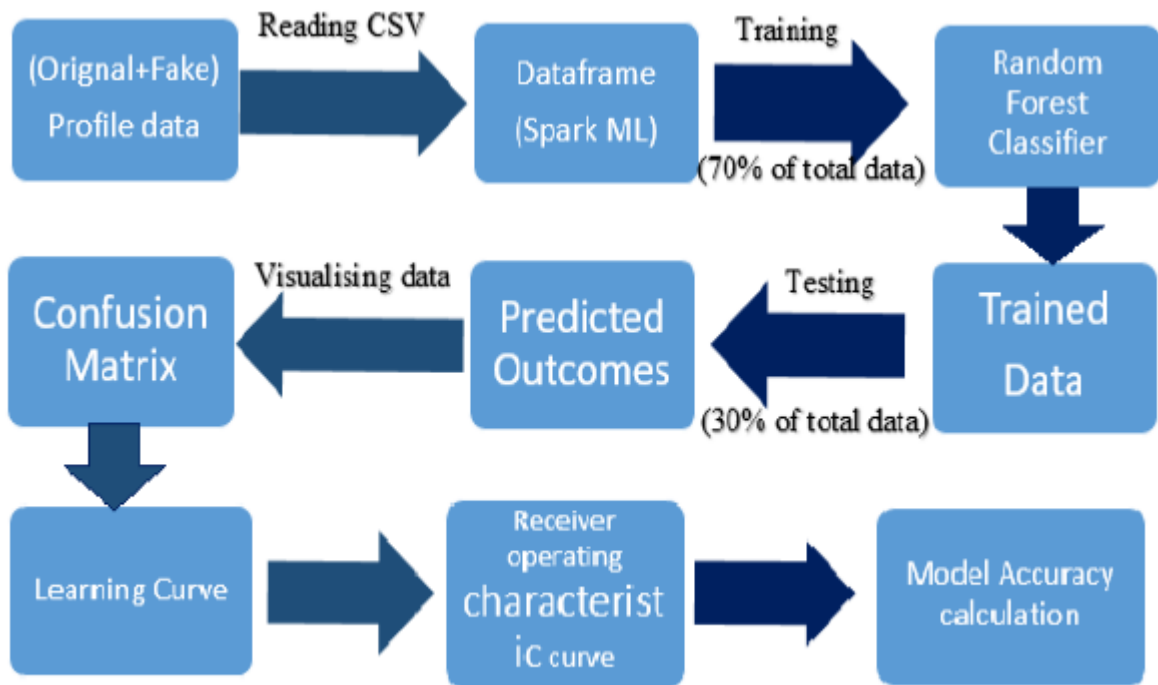 (Orignal+Fake)
Profile data
Reading CSV
Dataframe
(Spark ML)
Training
(70% of total data)
Random
Forest
Classifier
Trained
Data
Testing
(30% of total data)
Predicted
Outcomes
Visualising data
Confusion
Matrix
Learning Curve
Receiver
operating
characterist
iC curve
Model Accuracy
calculation